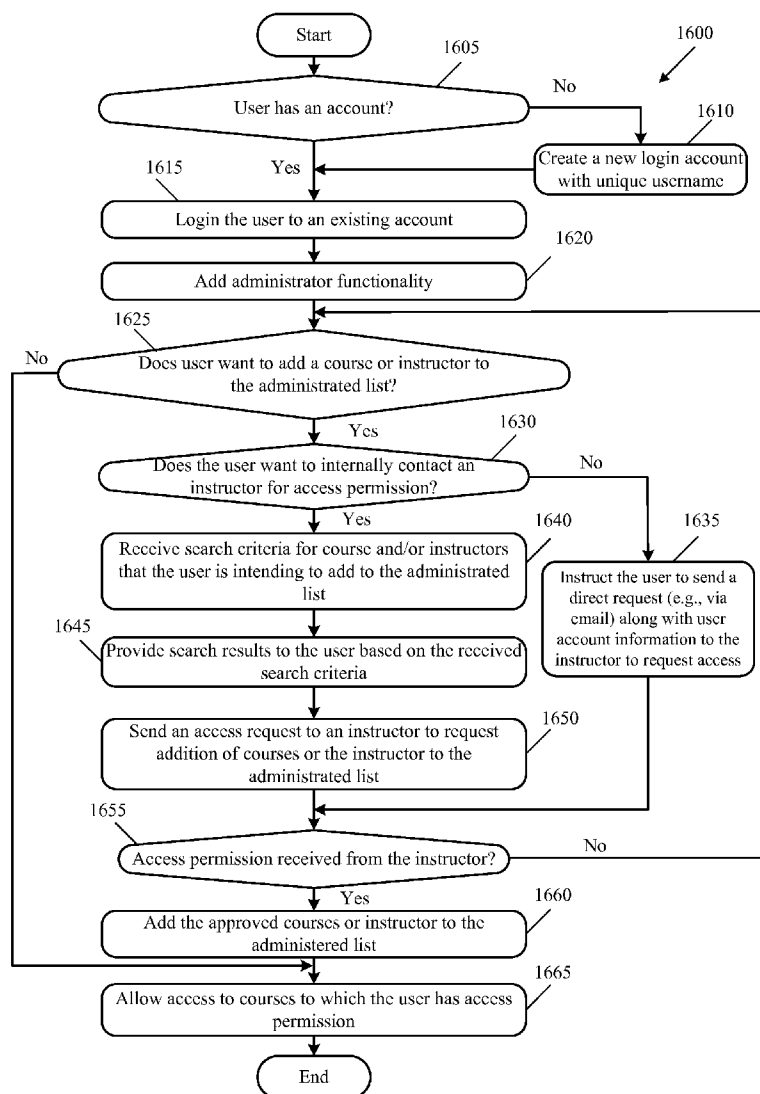 Start
1600
1605
User has an account?
No
1610
Create a new login account
with unique username
Yes
1615
Login the user to an existing account
1620
Add administrator functionality
1625
No
Does user want to add a course or instructor to
the administrated list?
Yes
1630
Does the user want to internally contact an
instructor for access permission?
No
Yes
1640
Receive search criteria for course and/or instructors
that the user is intending to add to the administrated
list
1635
Instruct the user to send a
direct request (e.g., via
email) along with user
account information to the
instructor to request access
1645
Provide search results to the user based on the received
search criteria
1650
Send an access request to an instructor to request
addition of courses or the instructor to the
administrated list
1655
Access permission received from the instructor?
No
Yes
1660
Add the approved courses or instructor to the
administered list
1665
Allow access to courses to which the user has access
permission
End